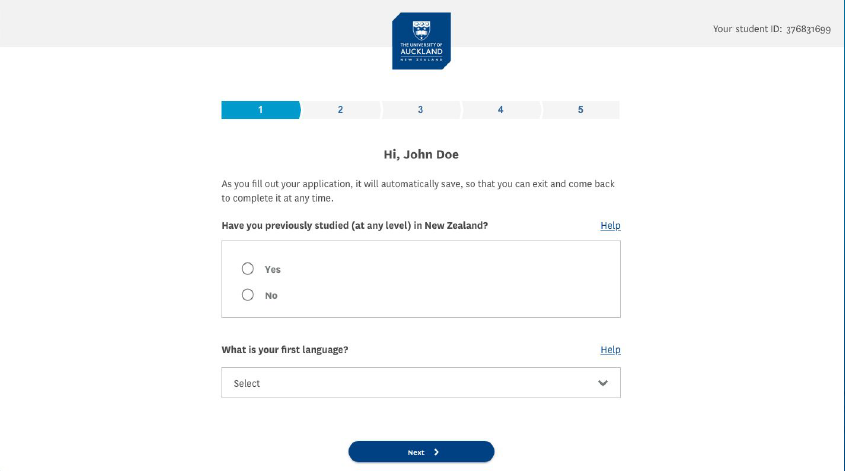 Your student ID: 376831699
THE UNIVERSITY OF
AUCKLAND
NEW ZEALAND
1 2 3 4 5
Hi, John Doe
As you fill out your application, it will automatically save, so that you can exit and come back
to complete it at any time.
Have you previously studied (at any level) in New Zealand? Help
Yes
No
What is your first language? Help
Select
Next